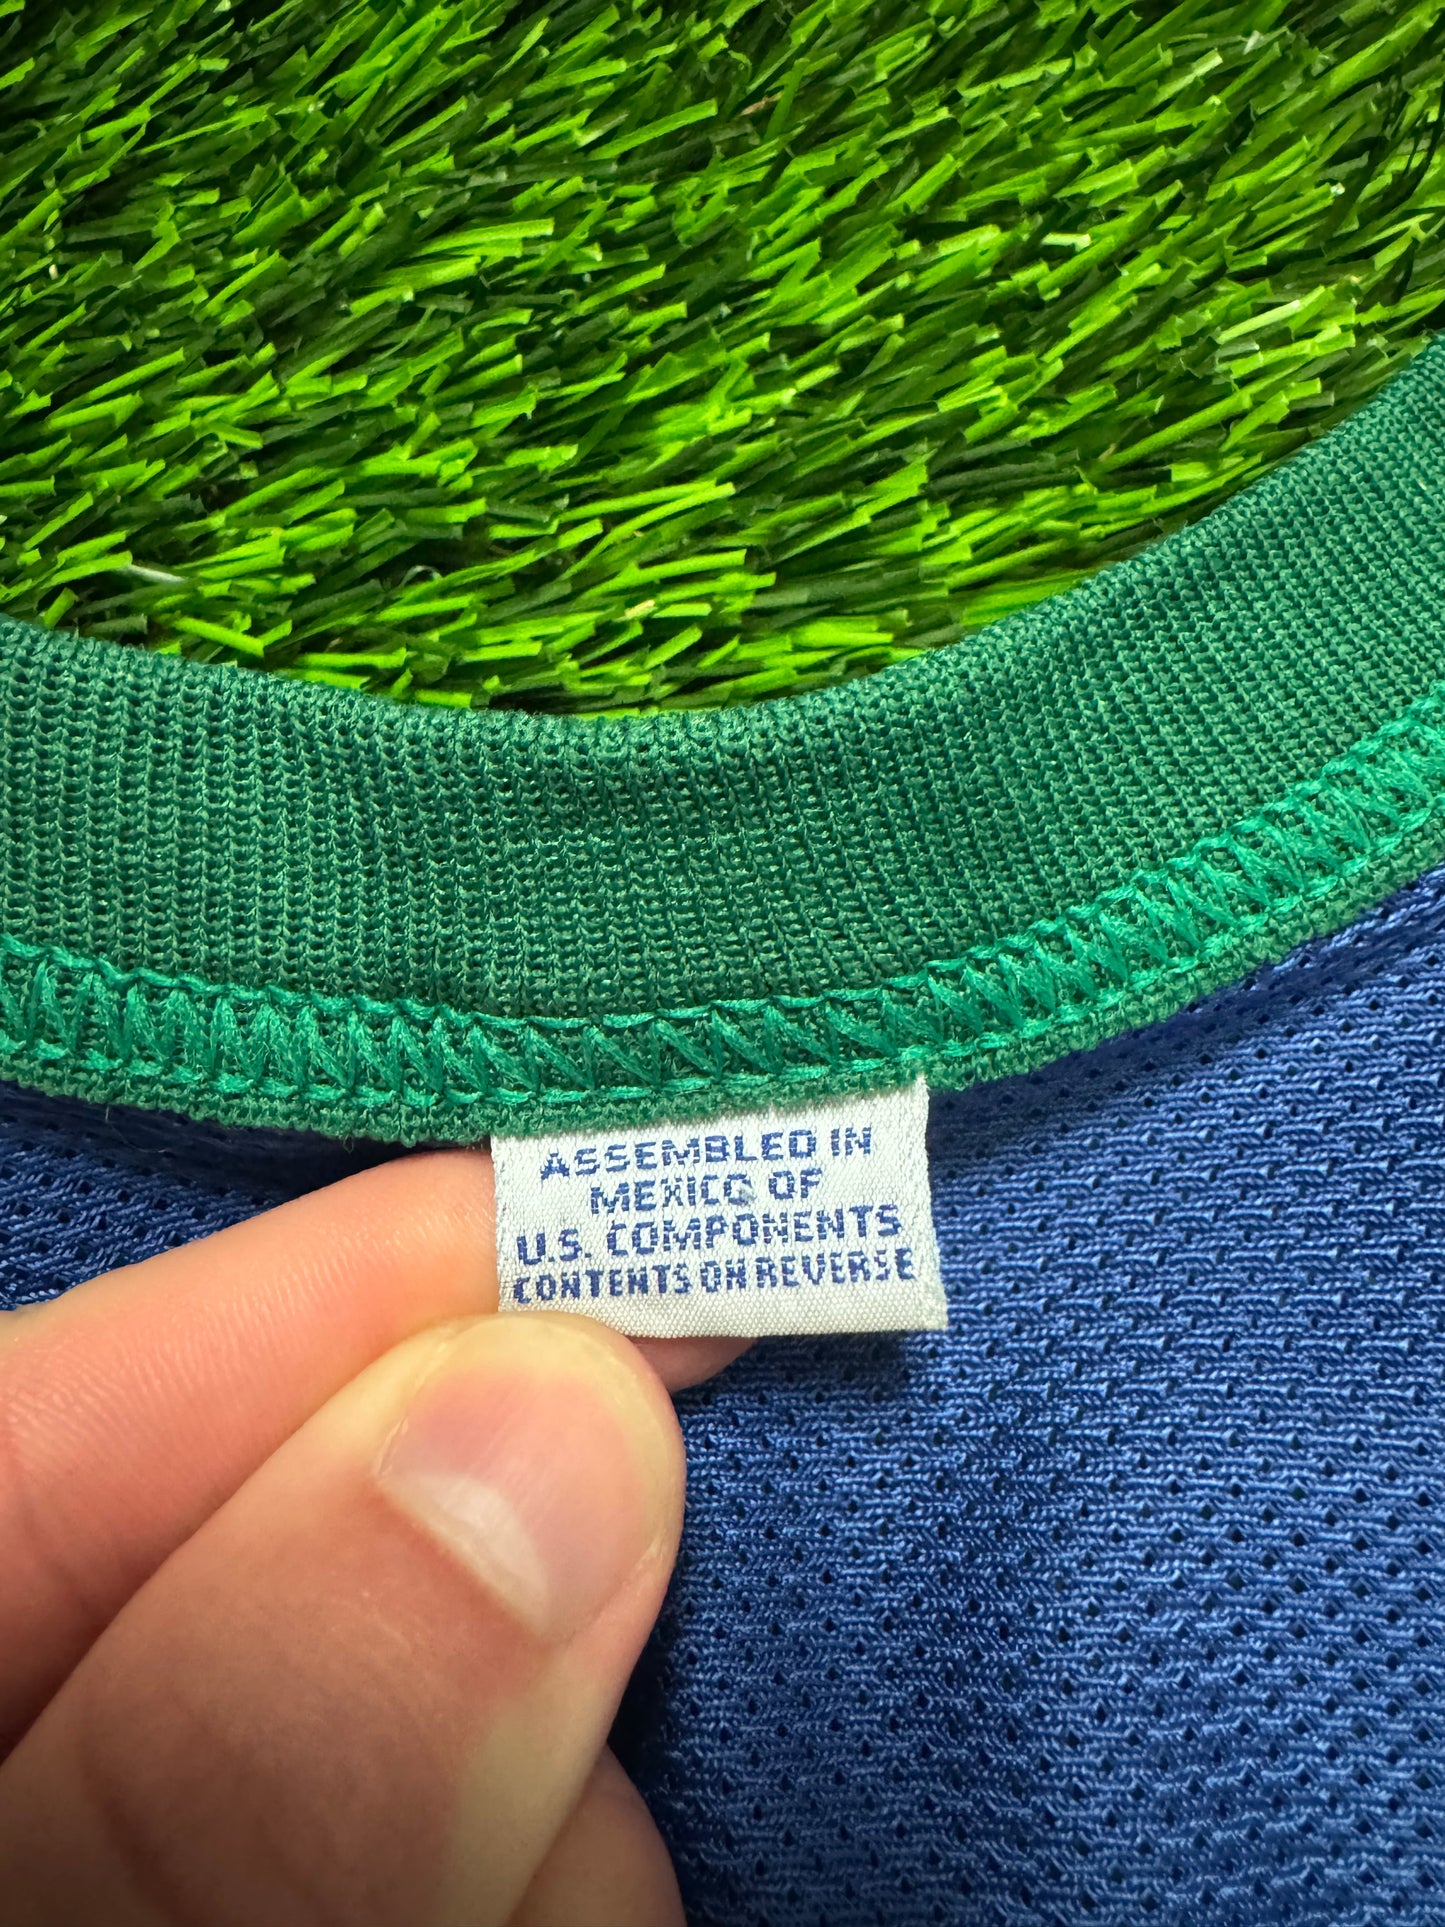 ASSEMBLED IN
MEXICO OF
U.S. COMPONENTS
CONTENTS ON REVERSE